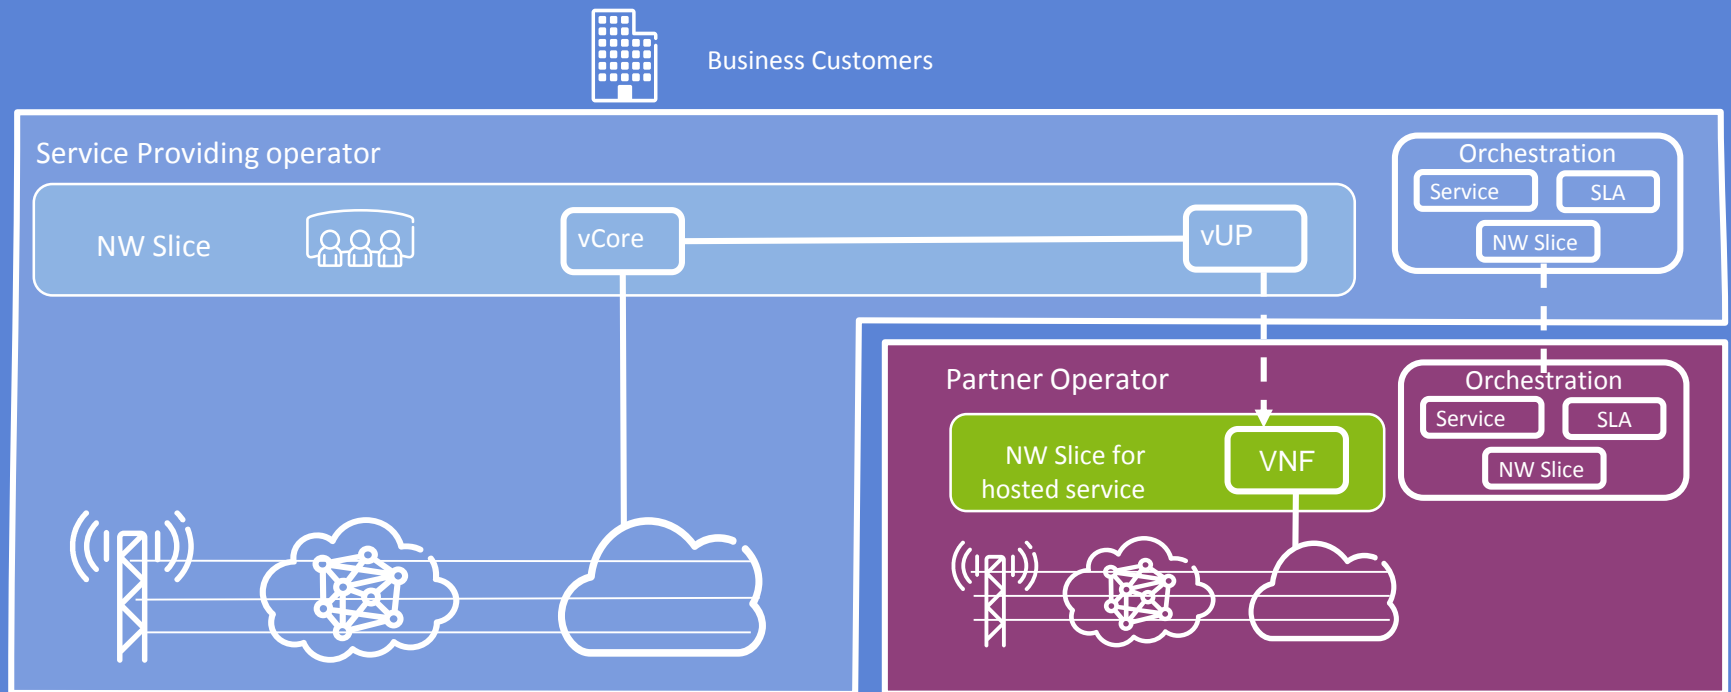 Business Customers
Service Providing operator
Orchestration
Service
SLA
NW Slice
NW Slice
vCore
vUP
Partner Operator
Orchestration
Service
SLA
NW Slice
NW Slice for
hosted service
VNF